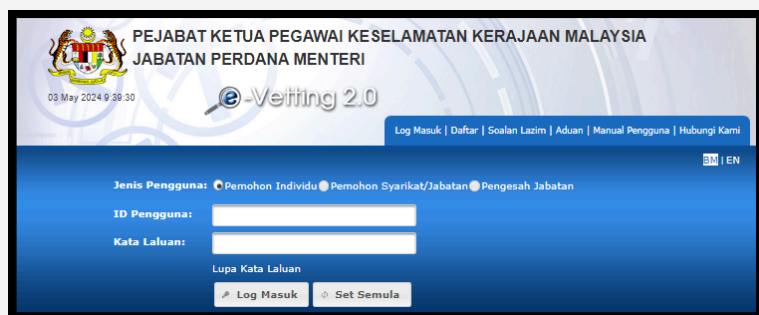 PEJABAT KETUA PEGAWAI KESELAMATAN KERAJAAN MALAYSIA
JABATAN PERDANA MENTERI
03 May 2024 9:39:30
e-Vetting 2.0
Log Masuk | Daftar | Soalan Lazim | Aduan | Manual Pengguna | Hubungi Kami
BM | EN
Jenis Pengguna: Pemohon Individu Pemohon Syarikat/Jabatan Pengesah Jabatan
ID Pengguna:
Kata Laluan:
Lupa Kata Laluan
Log Masuk Set Semula